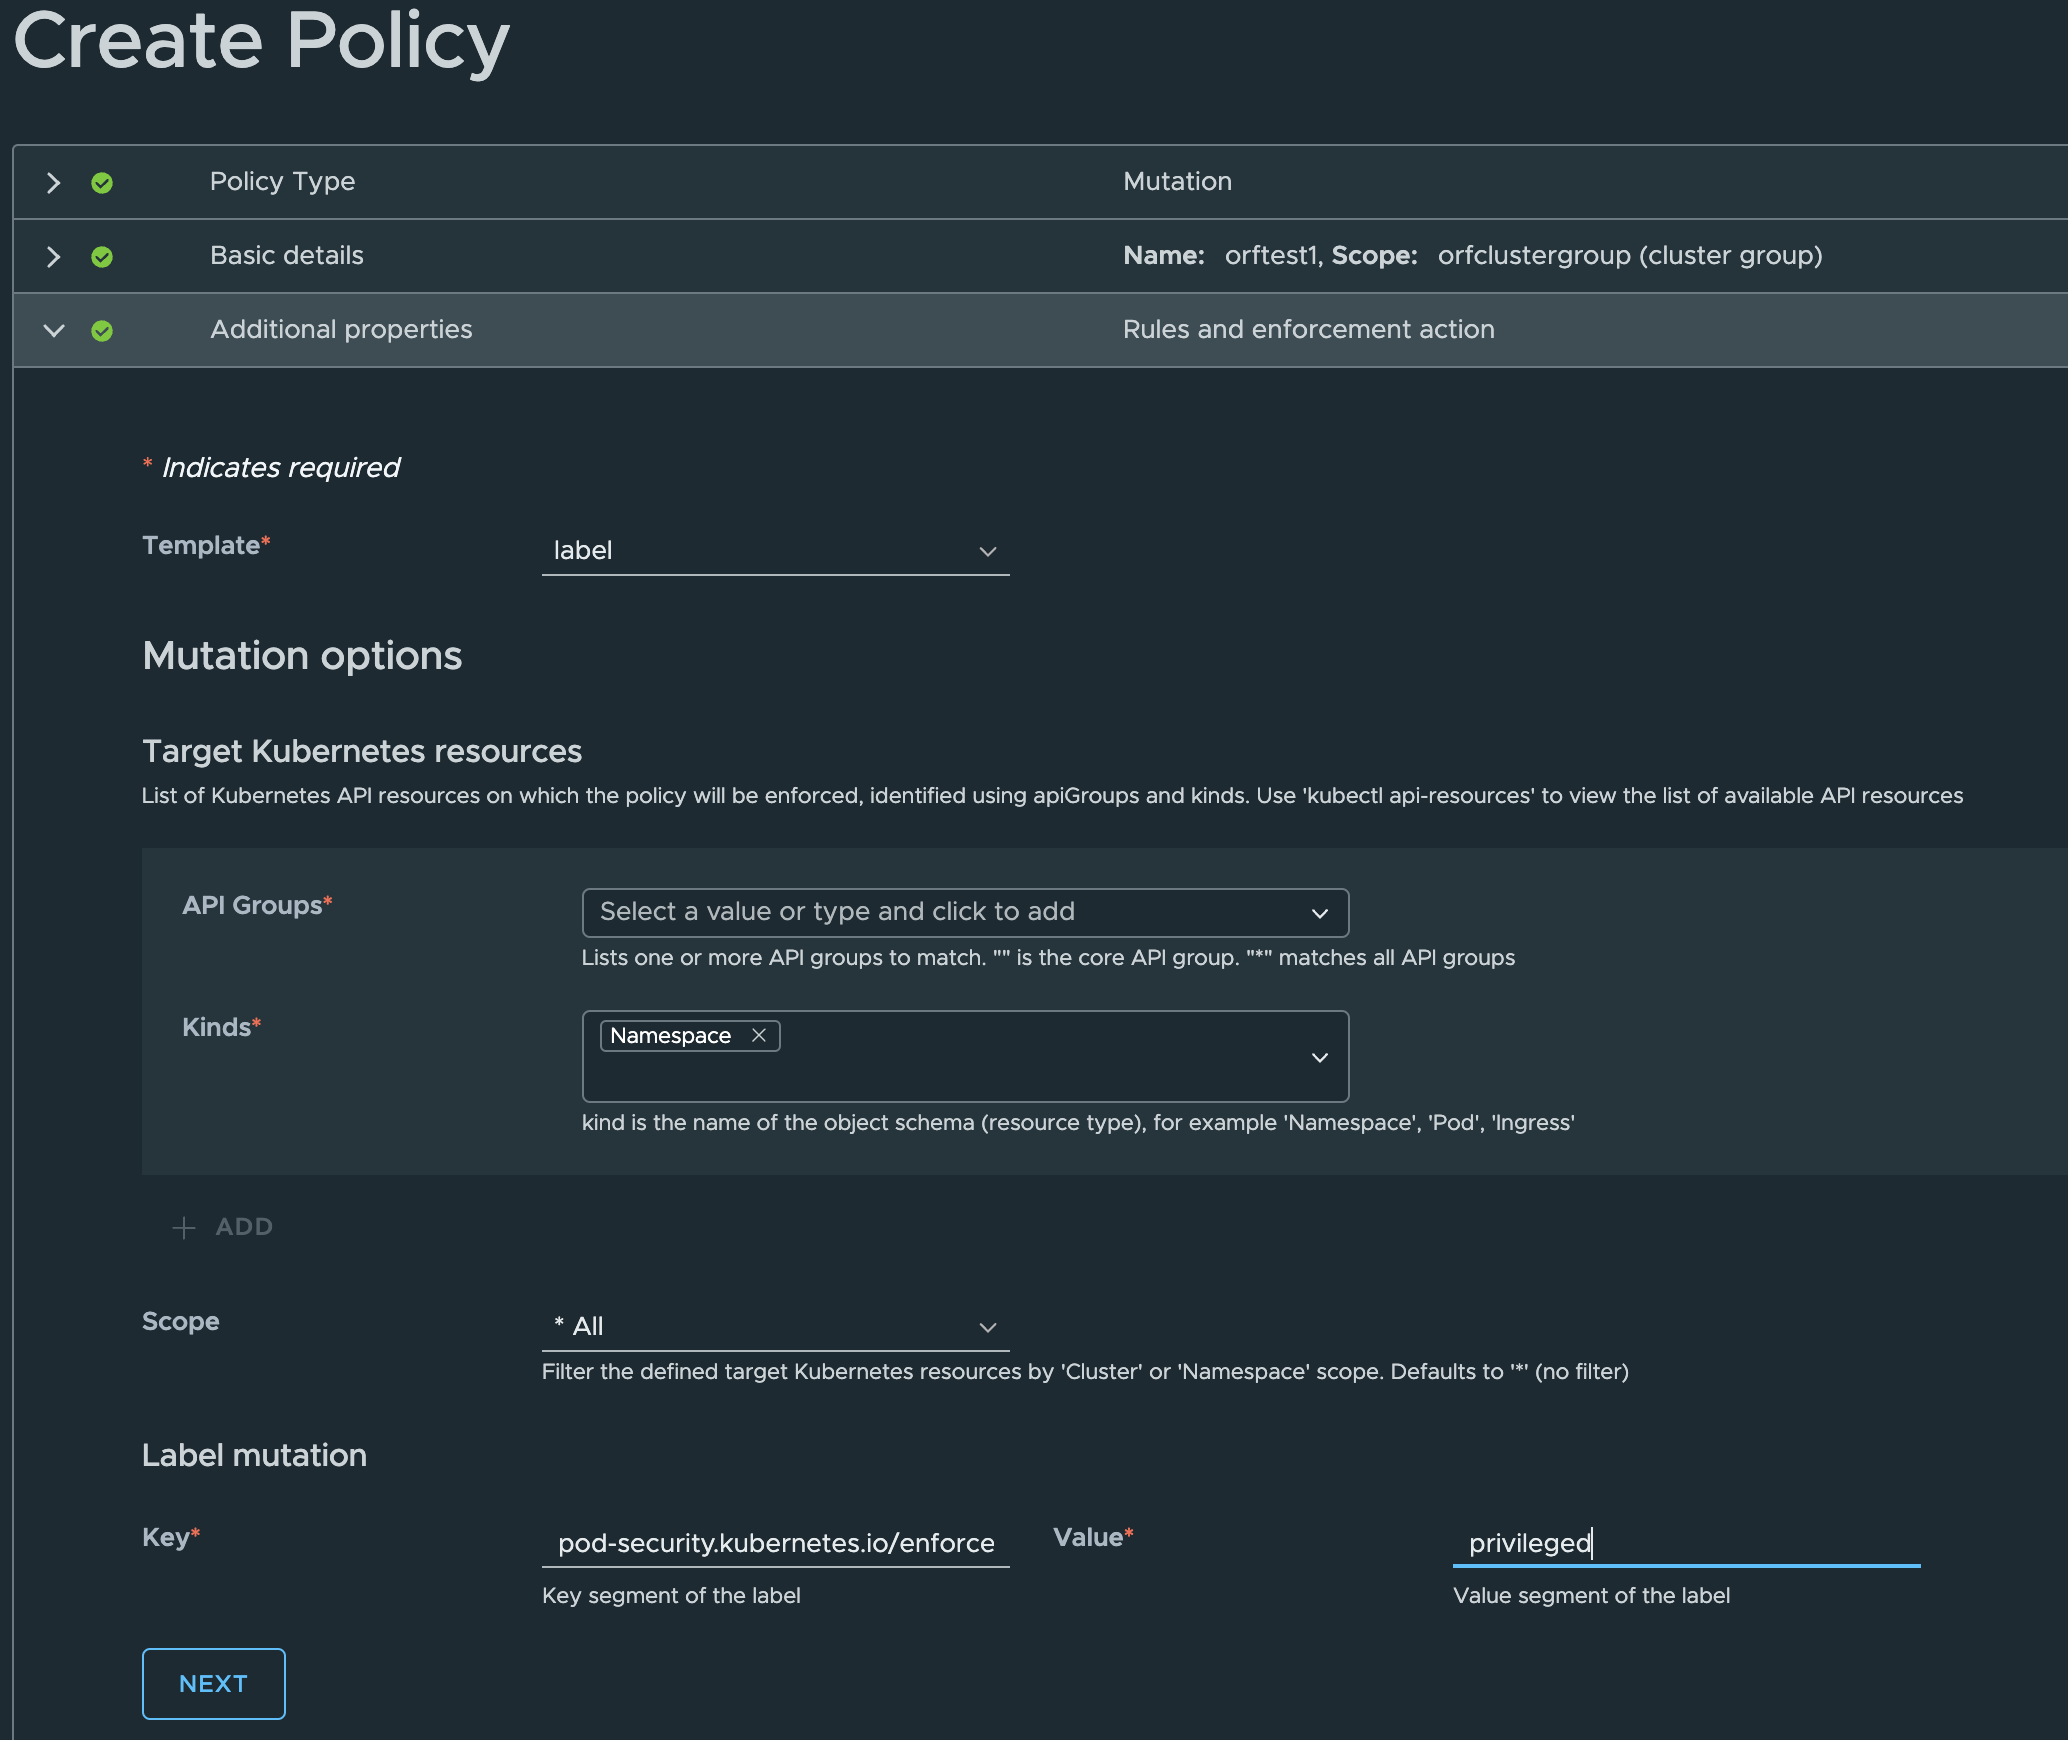 Create Policy
Policy Type Mutation
Basic details Name: orftest1, Scope: orfclustergroup (cluster group)
Additional properties Rules and enforcement action
* Indicates required
Template* label
Mutation options
Target Kubernetes resources
List of Kubernetes API resources on which the policy will be enforced, identified using apiGroups and kinds. Use 'kubectl api-resources' to view the list of available API resources
API Groups* Select a value or type and click to add
Lists one or more API groups to match. "" is the core API group. "*" matches all API groups
Kinds* Namespace
kind is the name of the object schema (resource type), for example 'Namespace', 'Pod', 'Ingress'
+ ADD
Scope * All
Filter the defined target Kubernetes resources by 'Cluster' or 'Namespace' scope. Defaults to '*' (no filter)
Label mutation
Key* pod-security.kubernetes.io/enforce Value* privileged
Key segment of the label Value segment of the label
NEXT